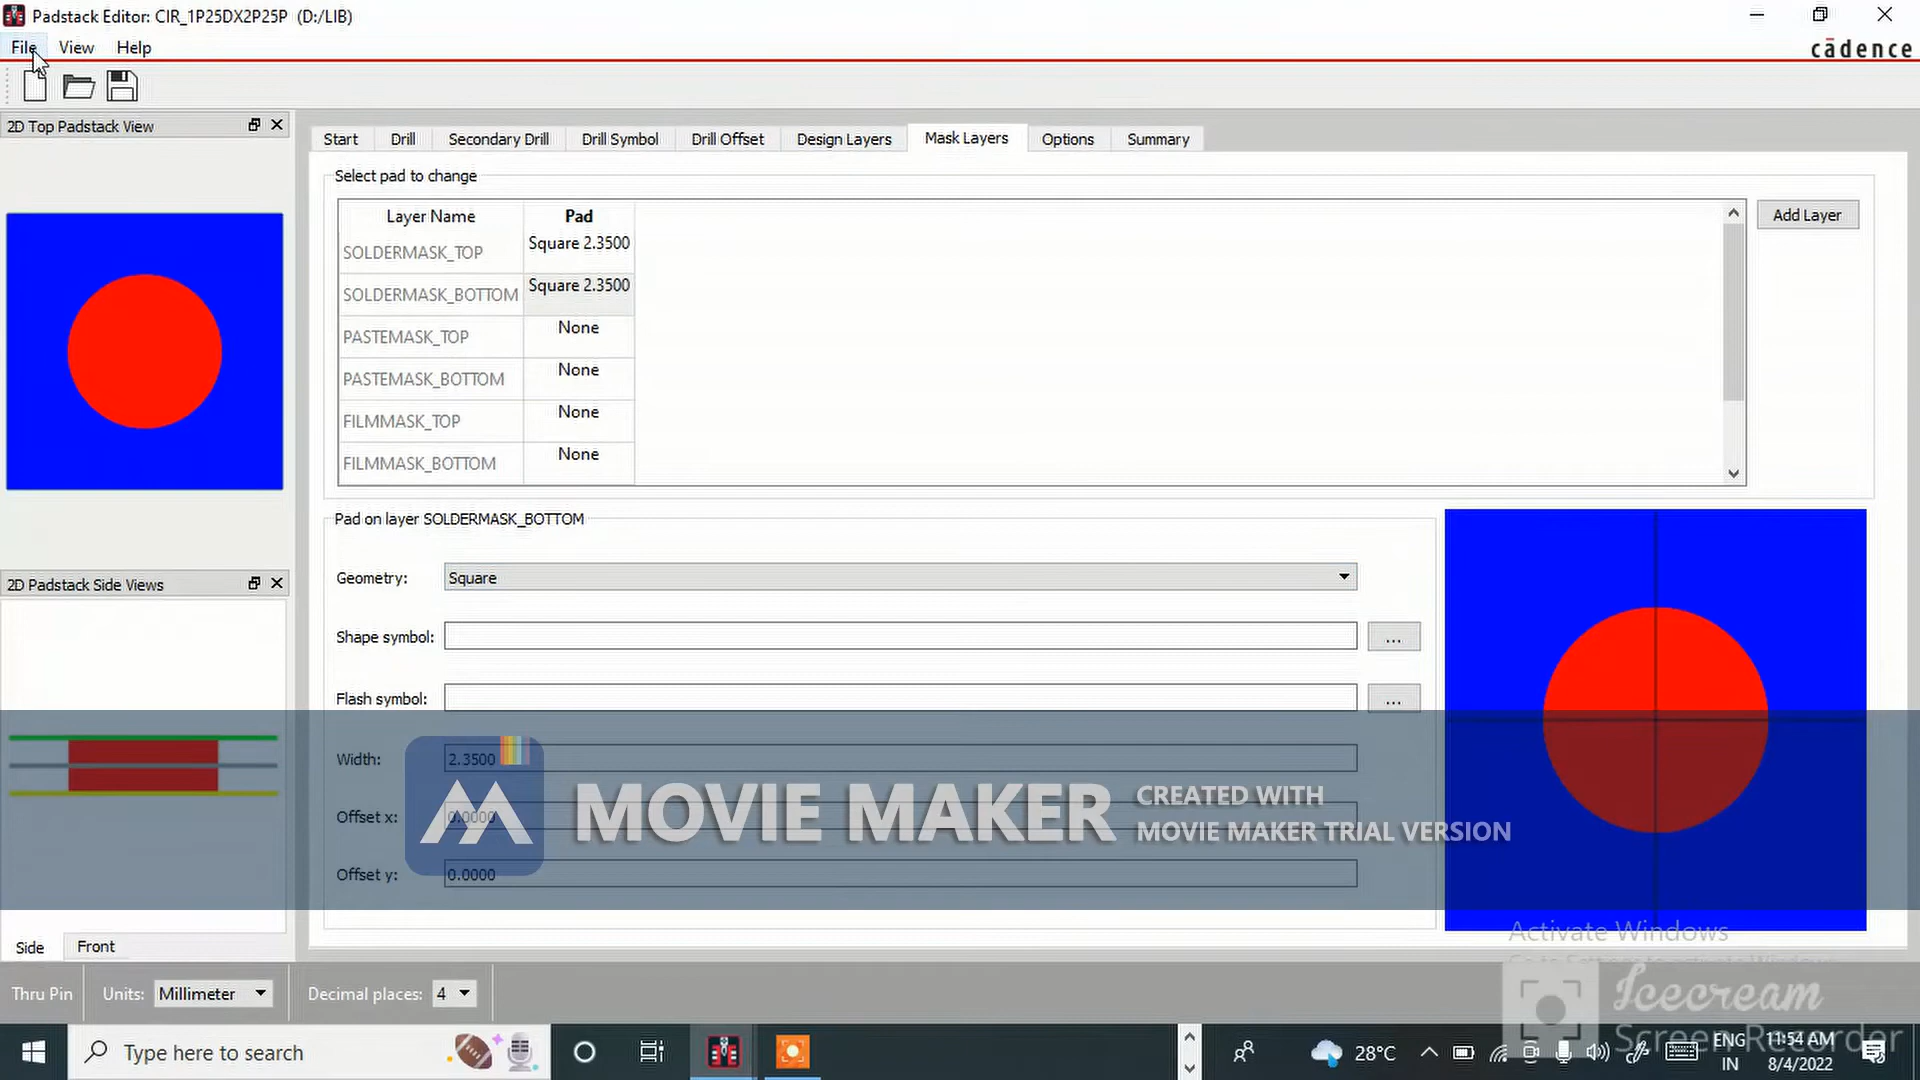 Padstack Editor: CIR_1P25DX2P25P (D:/LIB)
File View Help
cādence
2D Top Padstack View
Start Drill Secondary Drill Drill Symbol Drill Offset Design Layers Mask Layers Options Summary
Select pad to change
Layer Name Pad
SOLDERMASK_TOP Square 2.3500
SOLDERMASK_BOTTOM Square 2.3500
PASTEMASK_TOP None
PASTEMASK_BOTTOM None
FILMMASK_TOP None
FILMMASK_BOTTOM None
Add Layer
Pad on layer SOLDERMASK_BOTTOM
Geometry: Square
Shape symbol: ...
Flash symbol: ...
Width: 2.3500
Offset x: 0.0000
Offset y: 0.0000
2D Padstack Side Views
Side Front
MOVIE MAKER
CREATED WITH
MOVIE MAKER TRIAL VERSION
Activate Windows
Thru Pin Units: Millimeter Decimal places: 4
Icecream
Screen Recorder
Type here to search
28°C
ENG
IN
11:54 AM
8/4/2022